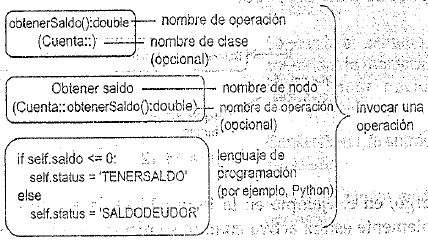 obtenerSaldo():double
nombre de operación
(Cuenta::)
nombre de clase
(opcional)
Obtener saldo
nombre de nodo
(Cuenta::obtenerSaldo():double)
nombre de operación
(opcional)
invocar una
operación
if self.saldo <= 0:
self.status = 'TENERSALDO'
else
self.status = 'SALDODEUDOR'
lenguaje de
programación
(por ejemplo, Python)